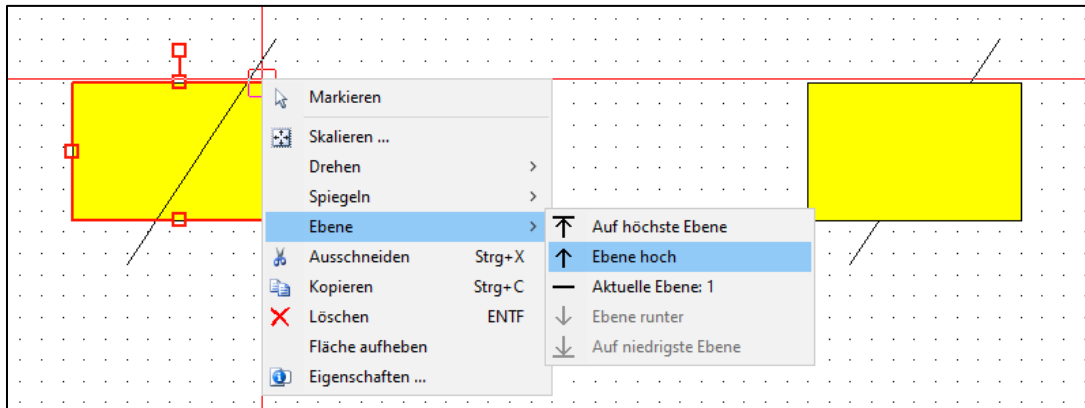 Markieren
Skalieren ...
Drehen
Spiegeln
Ebene
Ausschneiden Strg+X
Kopieren Strg+C
Löschen ENTF
Fläche aufheben
Eigenschaften ...
Auf höchste Ebene
Ebene hoch
Aktuelle Ebene: 1
Ebene runter
Auf niedrigste Ebene